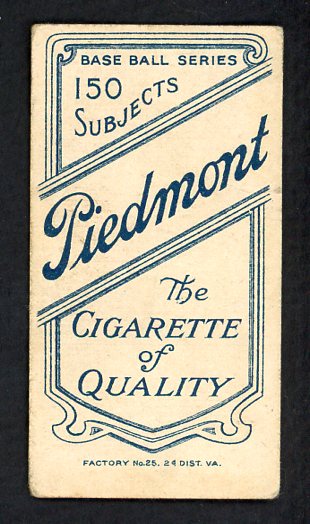 BASE BALL SERIES
150
SUBJECTS
Piedmont
The
CIGARETTE
of
QUALITY
FACTORY No. 25. 2d DIST. VA.